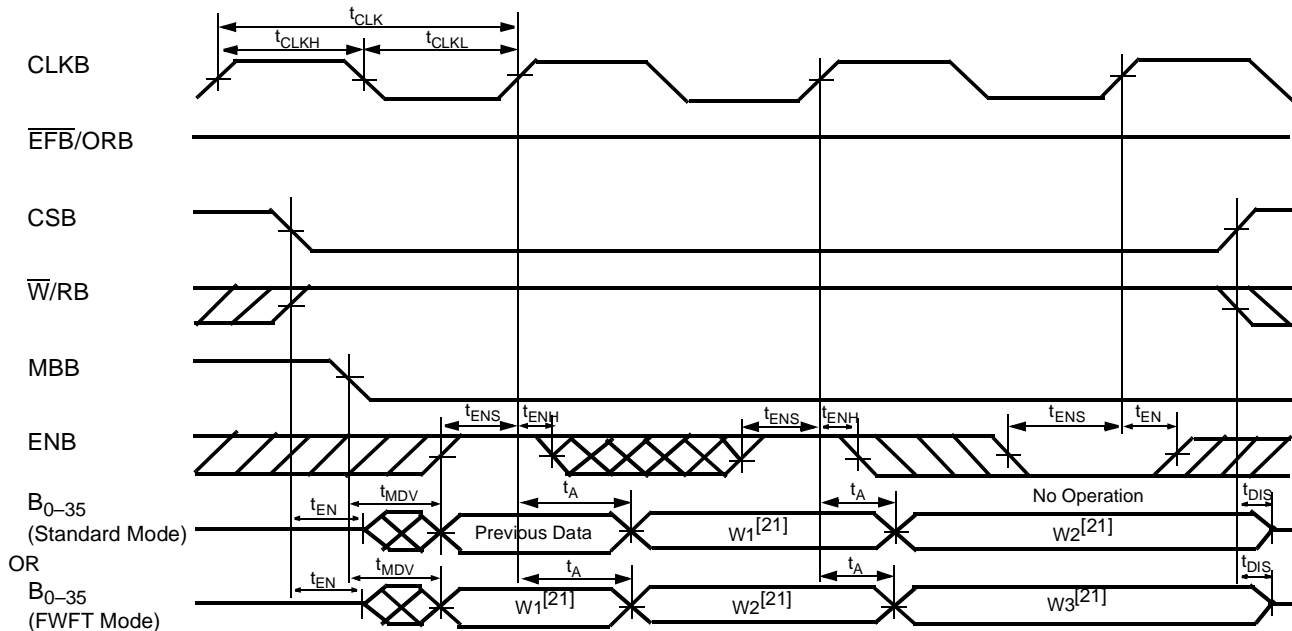 tCLK
tCLKH tCLKL
CLKB
EFB/ORB
CSB
W/RB
MBB
tENS tENH tENS tENH tENS tEN
ENB
tMDV tA tA No Operation
B0–35
(Standard Mode)
tEN Previous Data W1[21] W2[21] tDIS
OR
tMDV tA tA
B0–35
(FWFT Mode)
tEN W1[21] W2[21] W3[21] tDIS